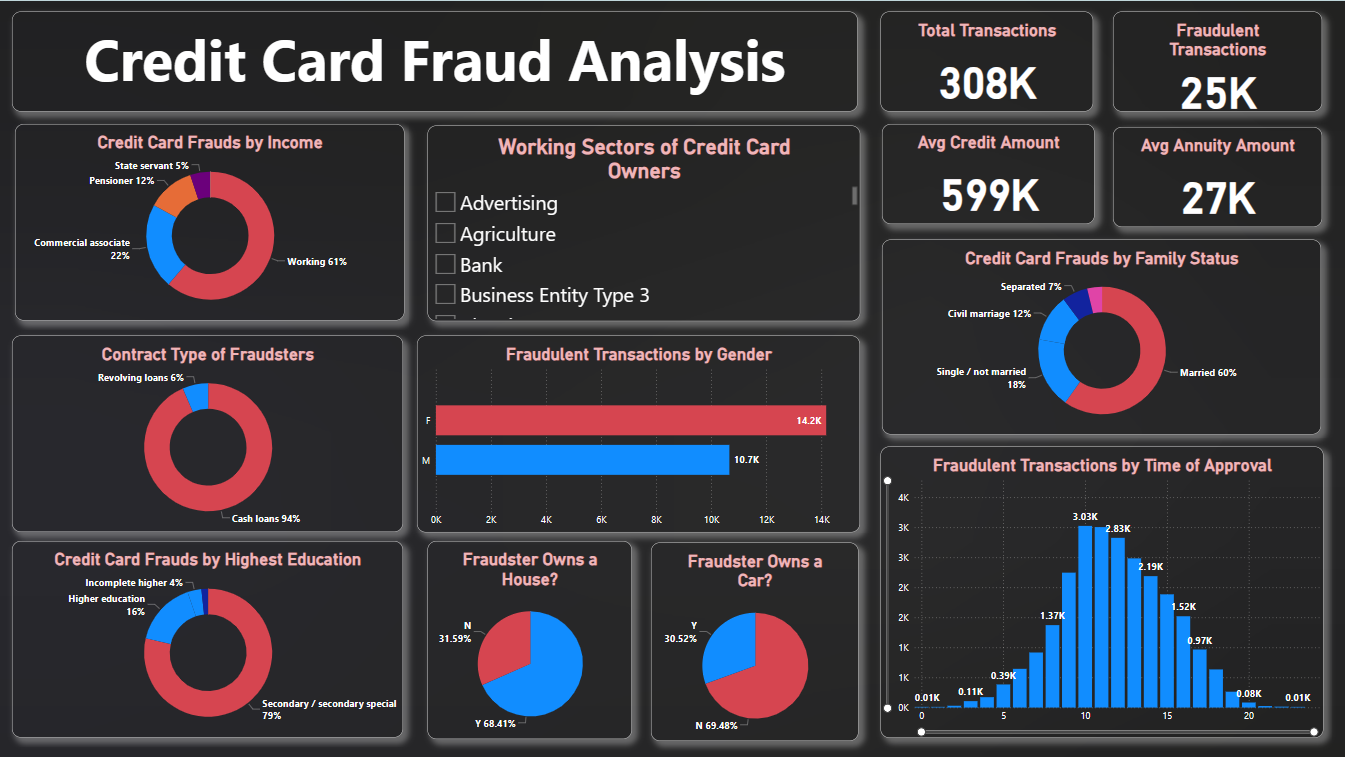 Credit Card Fraud Analysis
Total Transactions
308K
Fraudulent
Transactions
25K
Credit Card Frauds by Income
State servant 5%
Pensioner 12%
Commercial associate
22%
Working 61%
Working Sectors of Credit Card
Owners
Advertising
Agriculture
Bank
Business Entity Type 3
Avg Credit Amount
599K
Avg Annuity Amount
27K
Credit Card Frauds by Family Status
Separated 7%
Civil marriage 12%
Single / not married
18%
Married 60%
Contract Type of Fraudsters
Revolving loans 6%
Cash loans 94%
Fraudulent Transactions by Gender
F
14.2K
M
10.7K
0K 2K 4K 6K 8K 10K 12K 14K
Fraudulent Transactions by Time of Approval
4K
3K
3K
2K
2K
1K
1K
0K
0.01K
0.11K
0.39K
1.37K
3.03K
2.83K
2.19K
1.52K
0.97K
0.08K
0.01K
0 5 10 15 20
Credit Card Frauds by Highest Education
Incomplete higher 4%
Higher education
16%
Secondary / secondary special
79%
Fraudster Owns a
House?
N
31.59%
Y 68.41%
Fraudster Owns a
Car?
Y
30.52%
N 69.48%